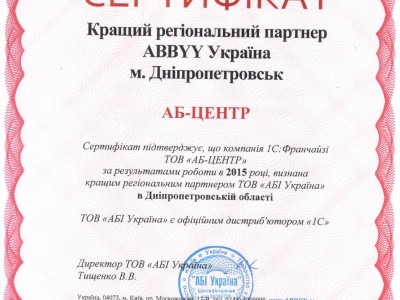 СЕРТИФІКАТ
Кращий регіональний партнер
ABBYY Україна
м. Дніпропетровськ
АБ-ЦЕНТР
Сертифікат підтверджує, що компанія 1С:Франчайзі
ТОВ «АБ-ЦЕНТР»
за результатами роботи в 2015 році, визнана
кращим регіональним партнером ТОВ «АБІ Україна»
в Дніпропетровській області
ТОВ «АБІ Україна» є офіційним дистриб'ютором «1С»
Директор ТОВ «АБІ Україна»
Тищенко В.В.
"АБІ Україна"
Україна, 04073, м. Київ, пр.